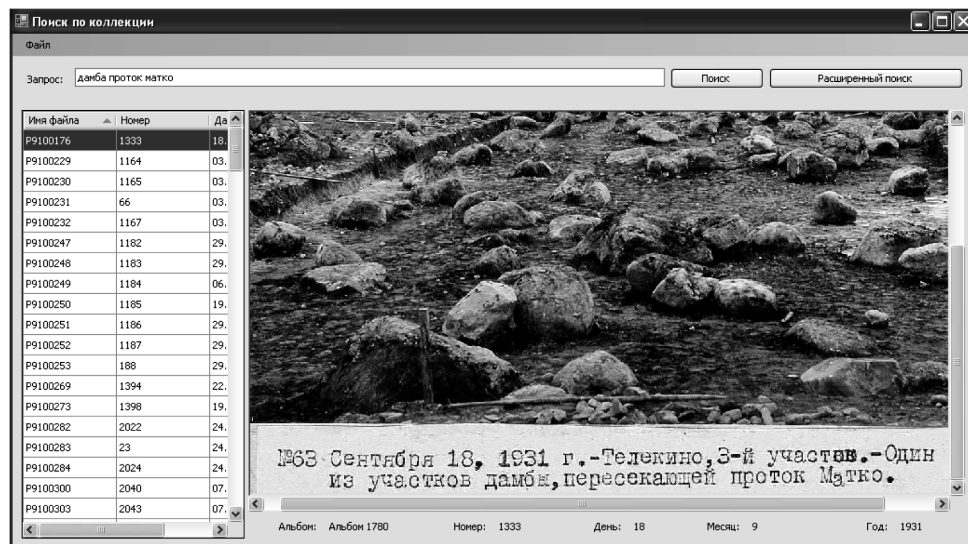 Поиск по коллекции
Файл
Запрос: дамба проток матко Поиск Расширенный поиск
Имя файла Номер Да
P9100176 1333 18.
P9100229 1164 03.
P9100230 1165 03.
P9100231 66 03.
P9100232 1167 03.
P9100247 1182 29.
P9100248 1183 29.
P9100249 1184 06.
P9100250 1185 19.
P9100251 1186 29.
P9100252 1187 29.
P9100253 188 29.
P9100269 1394 22.
P9100273 1398 19.
P9100282 2022 24.
P9100283 23 24.
P9100284 2024 24.
P9100300 2040 07.
P9100303 2043 07.
№63 Сентября 18, 1931 г.-Телекино,3-й участок.-Один
из участков дамбы,пересекающей проток Матко.
Альбом: Альбом 1780 Номер: 1333 День: 18 Месяц: 9 Год: 1931